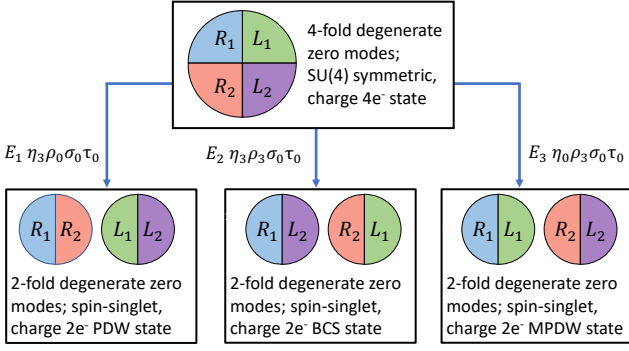 R₁ L₁
R₂ L₂
4-fold degenerate
zero modes;
SU(4) symmetric,
charge 4e⁻ state
E₁ η₃ρ₀σ₀τ₀
E₂ η₃ρ₃σ₀τ₀
E₃ η₀ρ₃σ₀τ₀
R₁ R₂ L₁ L₂
2-fold degenerate zero
modes; spin-singlet,
charge 2e⁻ PDW state
R₁ L₂ R₂ L₁
2-fold degenerate zero
modes; spin-singlet,
charge 2e⁻ BCS state
R₁ L₁ R₂ L₂
2-fold degenerate zero
modes; spin-singlet,
charge 2e⁻ MPDW state